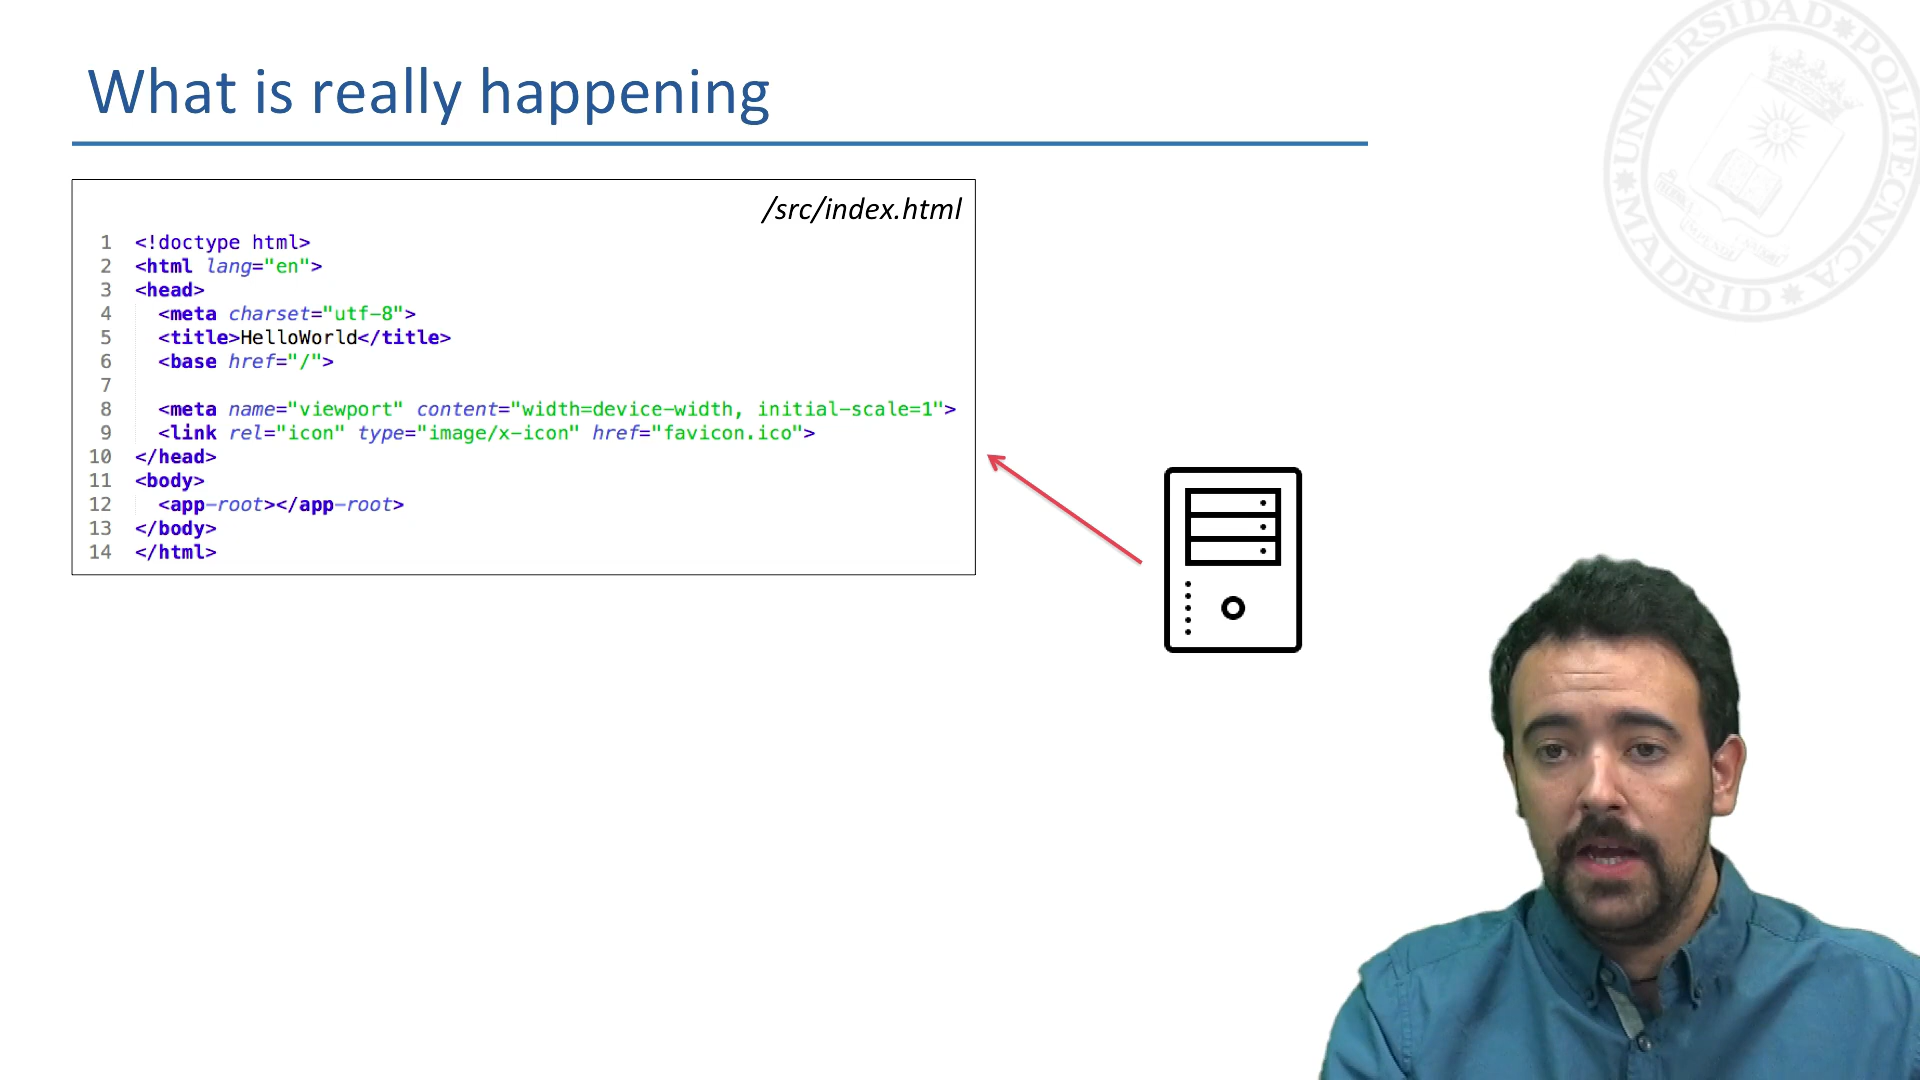 What is really happening
/src/index.html
1 <!doctype html>
2 <html lang="en">
3 <head>
4 <meta charset="utf-8">
5 <title>HelloWorld</title>
6 <base href="/">
7
8 <meta name="viewport" content="width=device-width, initial-scale=1">
9 <link rel="icon" type="image/x-icon" href="favicon.ico">
10 </head>
11 <body>
12 <app-root></app-root>
13 </body>
14 </html>
UNIVERSIDAD POLITECNICA MADRID